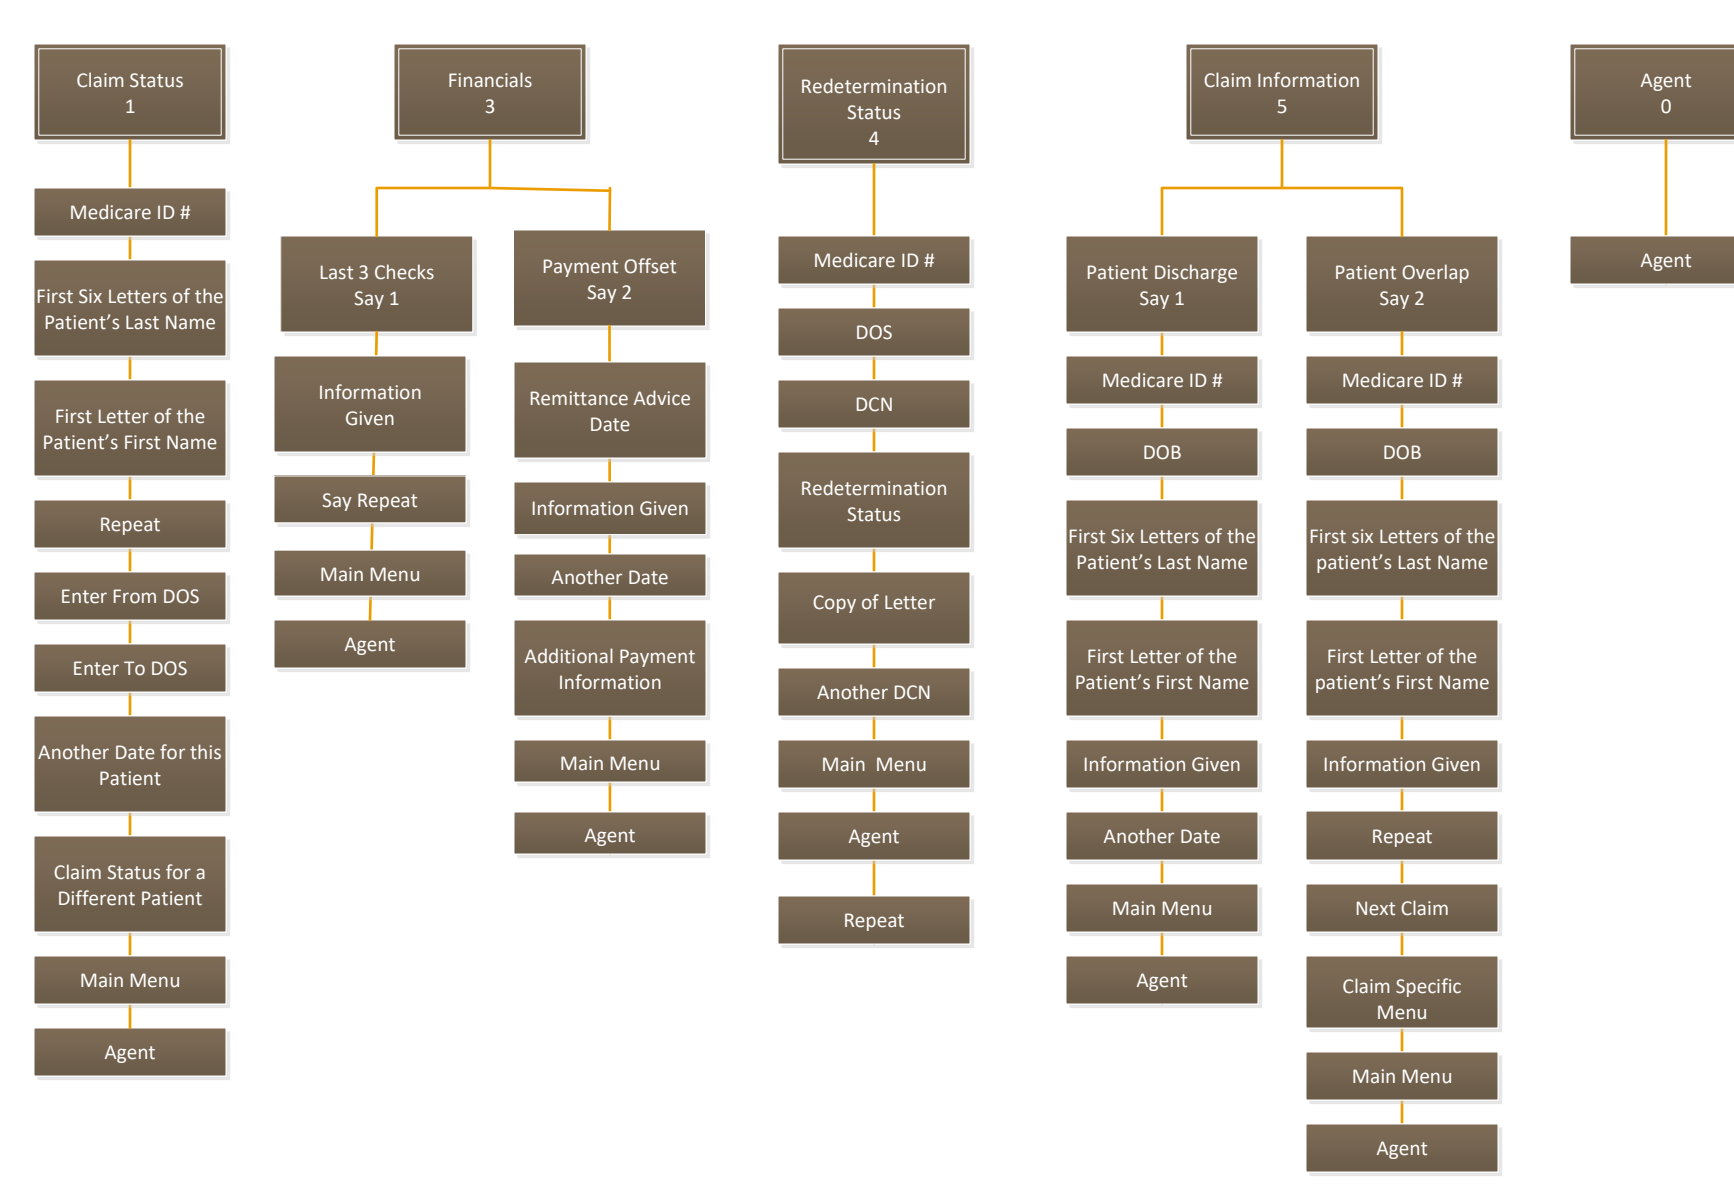 Claim Status
1
Medicare ID #
First Six Letters of the
Patient’s Last Name
First Letter of the
Patient’s First Name
Repeat
Enter From DOS
Enter To DOS
Another Date for this
Patient
Claim Status for a
Different Patient
Main Menu
Agent
Financials
3
Last 3 Checks
Say 1
Information
Given
Say Repeat
Main Menu
Agent
Payment Offset
Say 2
Remittance Advice
Date
Information Given
Another Date
Additional Payment
Information
Main Menu
Agent
Redetermination
Status
4
Medicare ID #
DOS
DCN
Redetermination
Status
Copy of Letter
Another DCN
Main Menu
Agent
Repeat
Claim Information
5
Patient Discharge
Say 1
Medicare ID #
DOB
First Six Letters of the
Patient’s Last Name
First Letter of the
Patient’s First Name
Information Given
Another Date
Main Menu
Agent
Patient Overlap
Say 2
Medicare ID #
DOB
First six Letters of the
patient’s Last Name
First Letter of the
patient’s First Name
Information Given
Repeat
Next Claim
Claim Specific
Menu
Main Menu
Agent
Agent
0
Agent